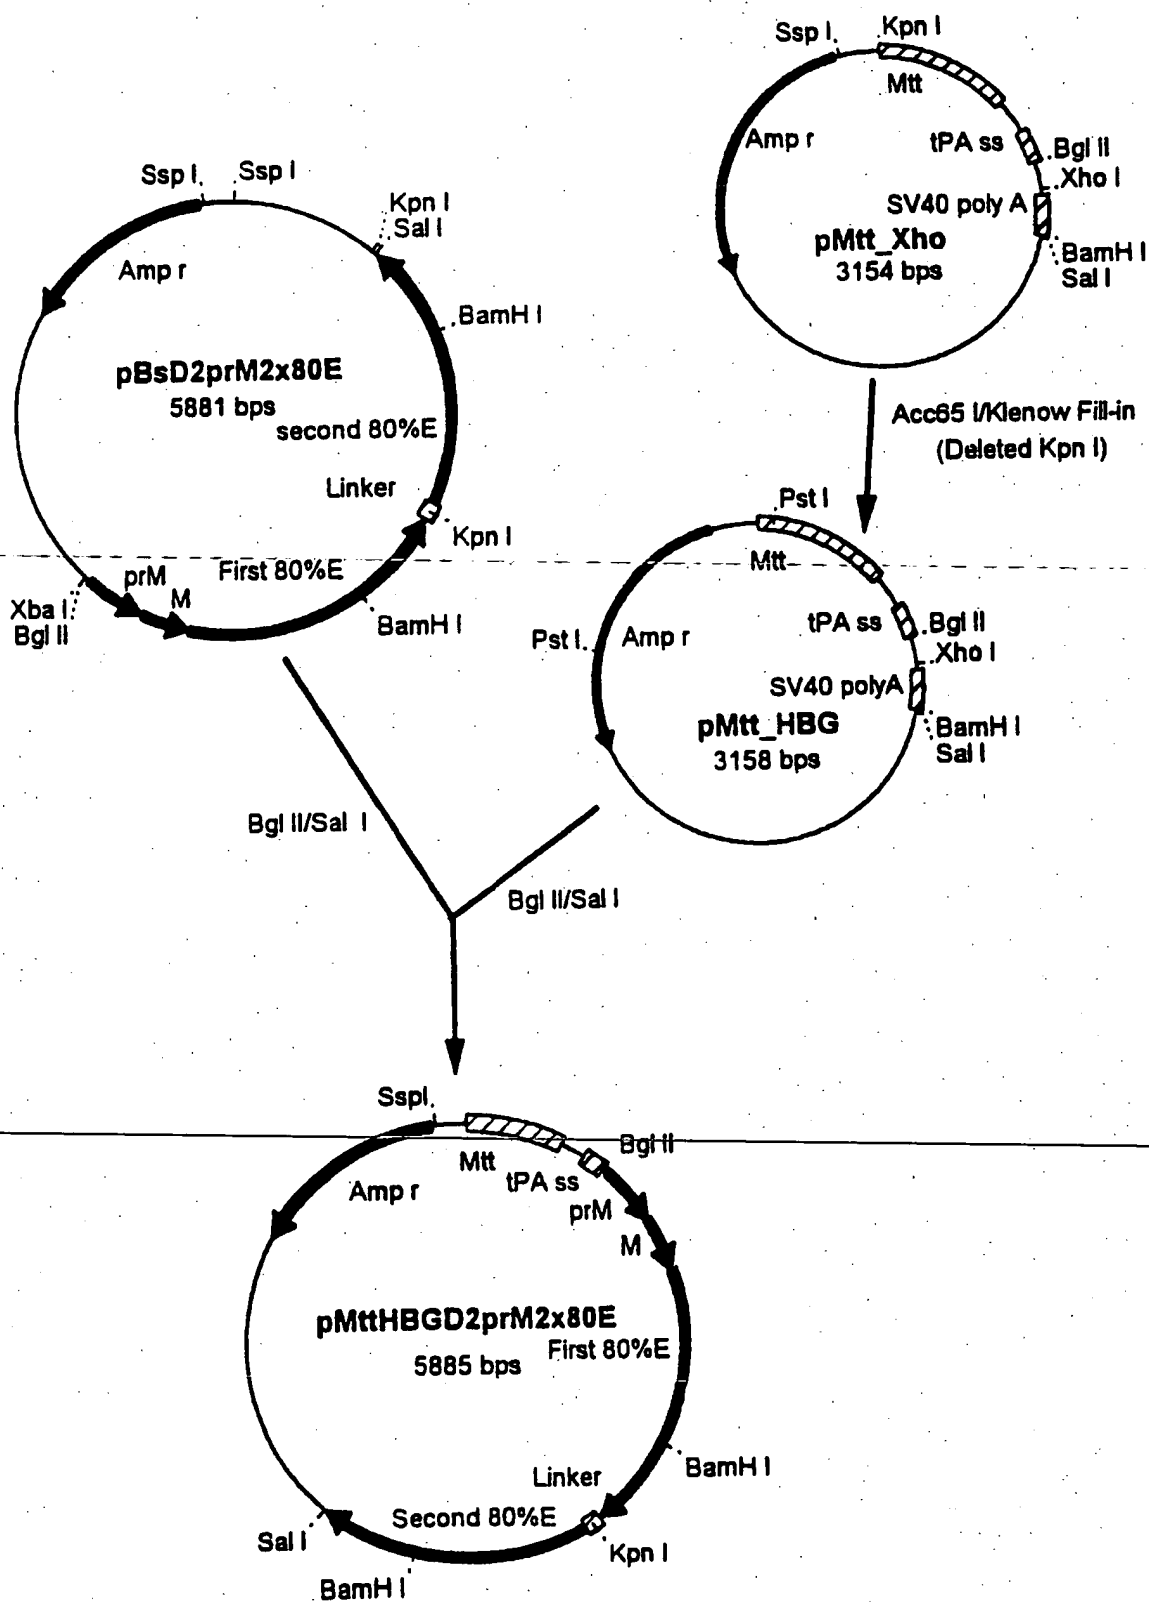 Ssp I
Kpn I
Mtt
Amp r
tPA ss
Bgl II
Xho I
SV40 poly A
pMtt_Xho
3154 bps
BamH I
Sal I
Ssp I
Ssp I
Kpn I
Sal I
Amp r
BamH I
pBsD2prM2x80E
5881 bps
second 80%E
Linker
Kpn I
First 80%E
prM
M
Xba I
Bgl II
BamH I
Acc65 I/Klenow Fill-in
(Deleted Kpn I)
Pst I
Mtt
Pst I
Amp r
tPA ss
Bgl II
Xho I
SV40 polyA
pMtt_HBG
3158 bps
BamH I
Sal I
Bgl II/Sal I
Bgl II/Sal I
SspI
Mtt
Bgl II
tPA ss
Amp r
prM
M
pMttHBGD2prM2x80E
5885 bps
First 80%E
BamH I
Linker
Second 80%E
Kpn I
Sal I
BamH I